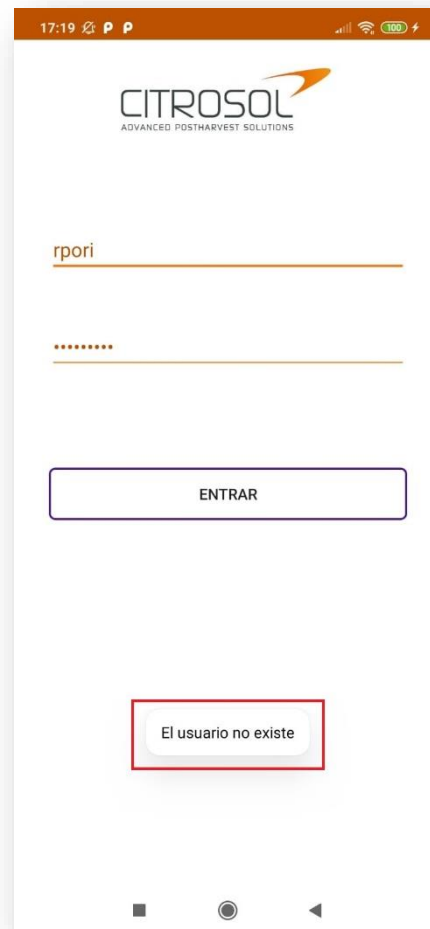 17:19
100
CITROSOL
ADVANCED POSTHARVEST SOLUTIONS
rpori
•••••••••
ENTRAR
El usuario no existe